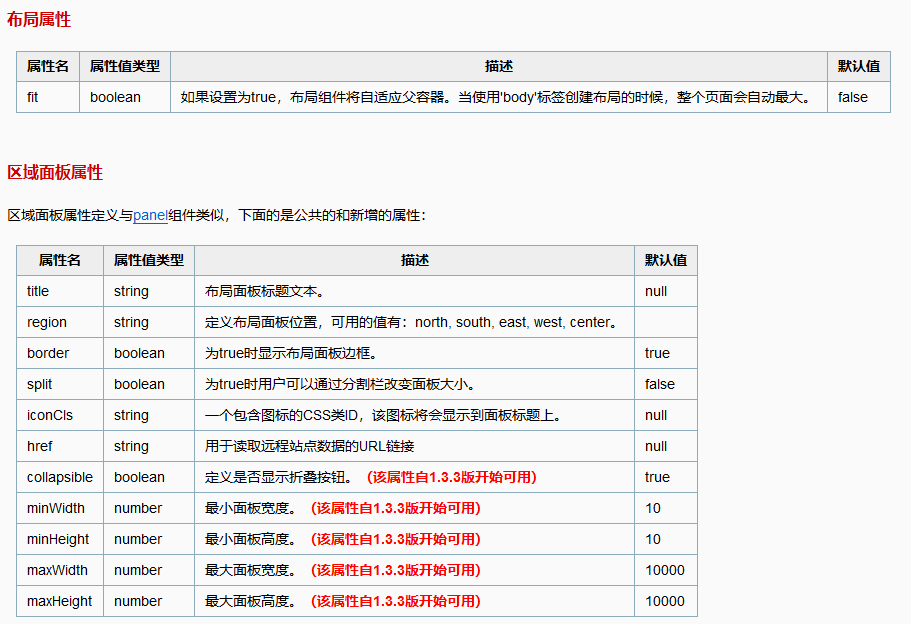 布局属性
属性名 属性值类型 描述 默认值
fit boolean 如果设置为true，布局组件将自适应父容器。当使用'body'标签创建布局的时候，整个页面会自动最大。 false
区域面板属性
区域面板属性定义与panel组件类似，下面的是公共的和新增的属性：
属性名 属性值类型 描述 默认值
title string 布局面板标题文本。 null
region string 定义布局面板位置，可用的值有：north, south, east, west, center。
border boolean 为true时显示布局面板边框。 true
split boolean 为true时用户可以通过分割栏改变面板大小。 false
iconCls string 一个包含图标的CSS类ID，该图标将会显示到面板标题上。 null
href string 用于读取远程站点数据的URL链接 null
collapsible boolean 定义是否显示折叠按钮。（该属性自1.3.3版开始可用） true
minWidth number 最小面板宽度。（该属性自1.3.3版开始可用） 10
minHeight number 最小面板高度。（该属性自1.3.3版开始可用） 10
maxWidth number 最大面板宽度。（该属性自1.3.3版开始可用） 10000
maxHeight number 最大面板高度。（该属性自1.3.3版开始可用） 10000